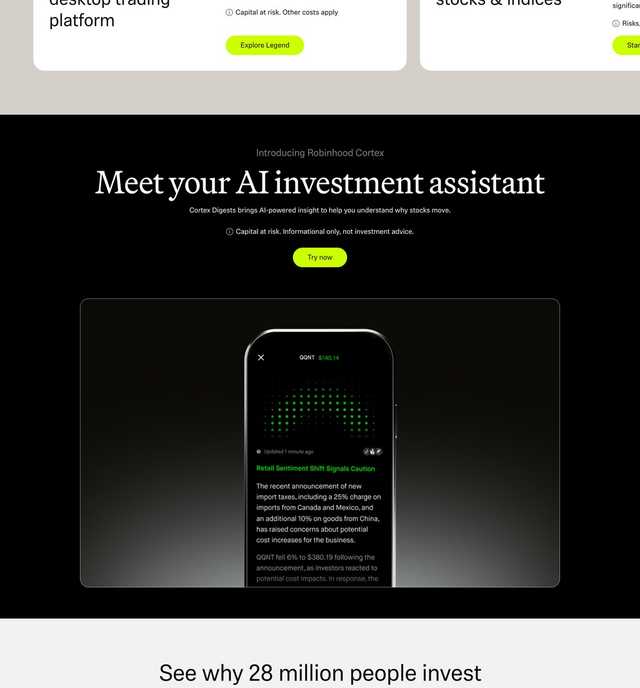 desktop trading
platform
Capital at risk. Other costs apply
Explore Legend
stocks & indices
significa
Risks,
Star
Introducing Robinhood Cortex
Meet your AI investment assistant
Cortex Digests brings AI-powered insight to help you understand why stocks move.
Capital at risk. Informational only, not investment advice.
Try now
QQNT $380.19
Updated 1 minute ago
Retail Sentiment Shift Signals Caution
The recent announcement of new
import taxes, including a 25% charge on
imports from Canada and Mexico, and
an additional 10% on goods from China,
has raised concerns about potential
cost increases for the business.
QQNT fell 6% to $380.19 following the
announcement, as investors reacted to
potential cost impacts. In response, the
See why 28 million people invest